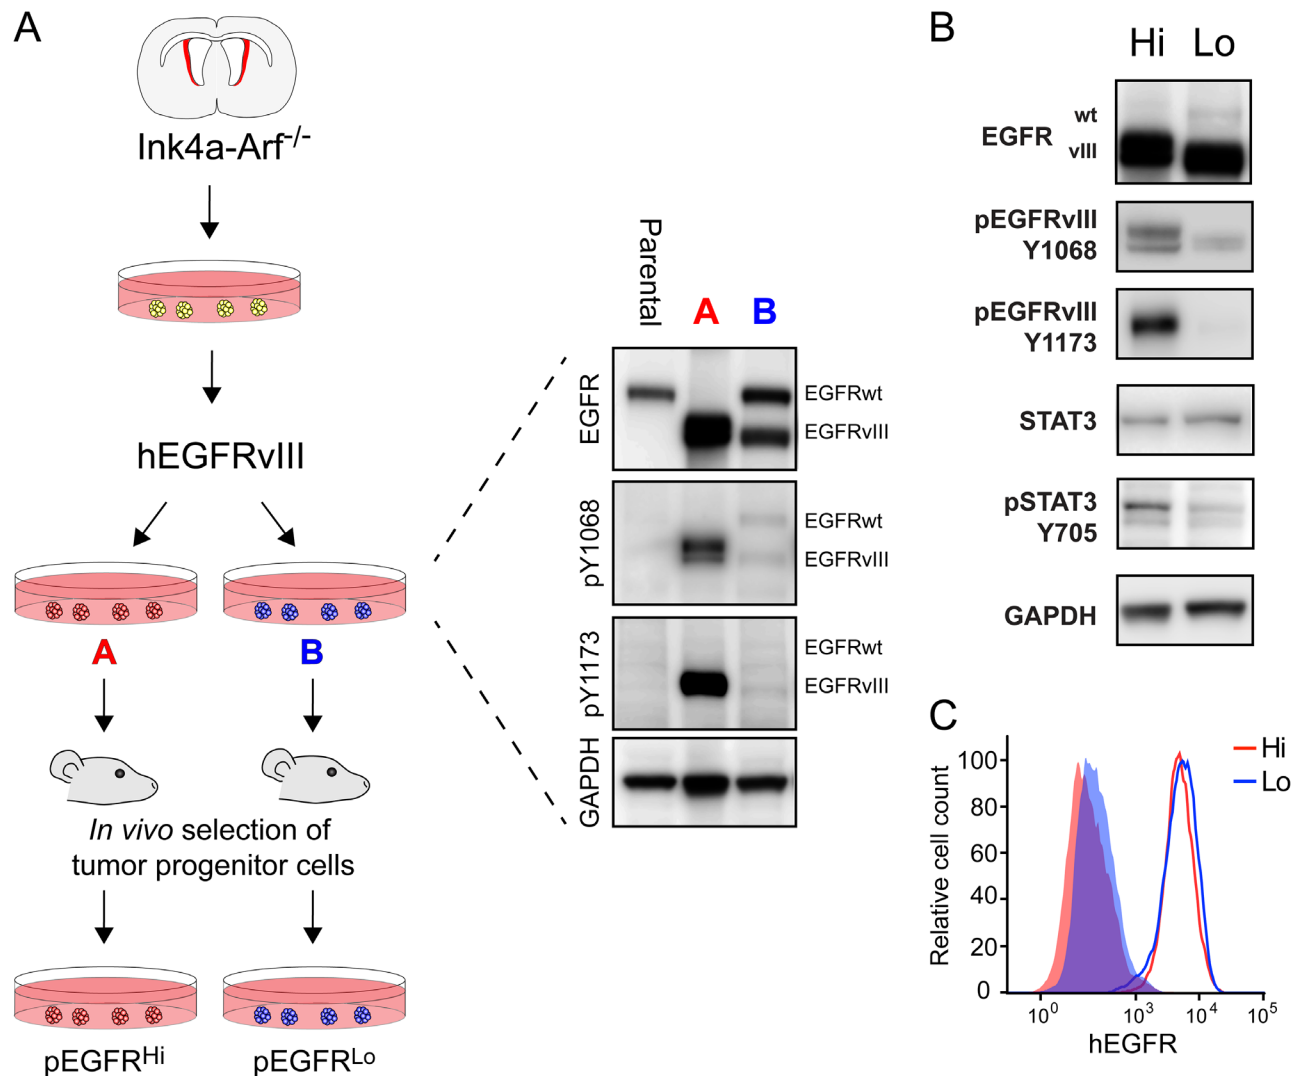 A
Ink4a-Arf-/-
hEGFRvIII
A
B
In vivo selection of
tumor progenitor cells
pEGFRHi
pEGFRLo
Parental
A
B
EGFR
EGFRwt
EGFRvIII
pY1068
EGFRwt
EGFRvIII
pY1173
EGFRwt
EGFRvIII
GAPDH
B
Hi Lo
EGFR
wt
vIII
pEGFRvIII
Y1068
pEGFRvIII
Y1173
STAT3
pSTAT3
Y705
GAPDH
C
Relative cell count
100
80
60
40
20
0
10^0
10^3
10^4
10^5
hEGFR
Hi
Lo